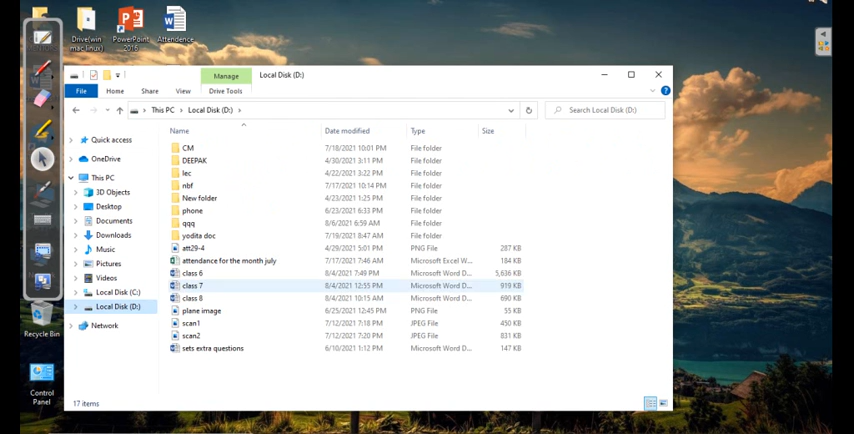 Drive(win PowerPoint Attendence
mac,linux) 2016
Manage Local Disk (D:)
File Home Share View Drive Tools
This PC Local Disk (D:) Search Local Disk (D:)
Name Date modified Type Size
Quick access
OneDrive
This PC
3D Objects
Desktop
Documents
Downloads
Music
Pictures
Videos
Local Disk (C:)
Local Disk (D:)
Network
CM 7/18/2021 10:01 PM File folder
DEEPAK 4/30/2021 3:11 PM File folder
lec 4/22/2021 3:22 PM File folder
nbf 7/17/2021 10:14 PM File folder
New folder 4/23/2021 1:25 PM File folder
phone 6/23/2021 6:33 PM File folder
qqq 8/6/2021 6:59 AM File folder
yodita doc 7/19/2021 8:47 AM File folder
att29-4 4/29/2021 5:01 PM PNG File 287 KB
attendance for the month july 7/17/2021 7:46 AM Microsoft Excel W... 184 KB
class 6 8/4/2021 7:49 PM Microsoft Word D... 5,636 KB
class 7 8/4/2021 12:55 PM Microsoft Word D... 919 KB
class 8 8/4/2021 10:15 AM Microsoft Word D... 690 KB
plane image 6/25/2021 12:45 PM PNG File 55 KB
scan1 7/12/2021 7:18 PM JPEG File 450 KB
scan2 7/12/2021 7:20 PM JPEG File 831 KB
sets extra questions 6/10/2021 1:12 PM Microsoft Word D... 147 KB
17 items
Recycle Bin
Control
Panel